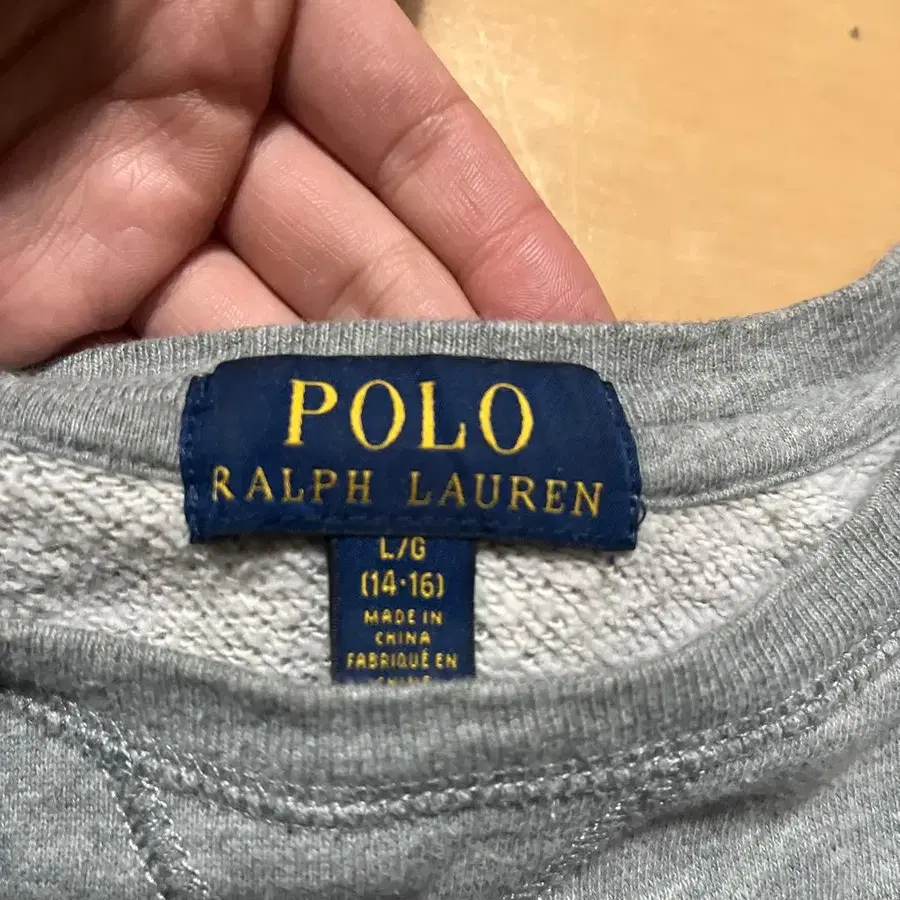 POLO
RALPH LAUREN
L/G
(14-16)
MADE IN
CHINA
FABRIQUÉ EN